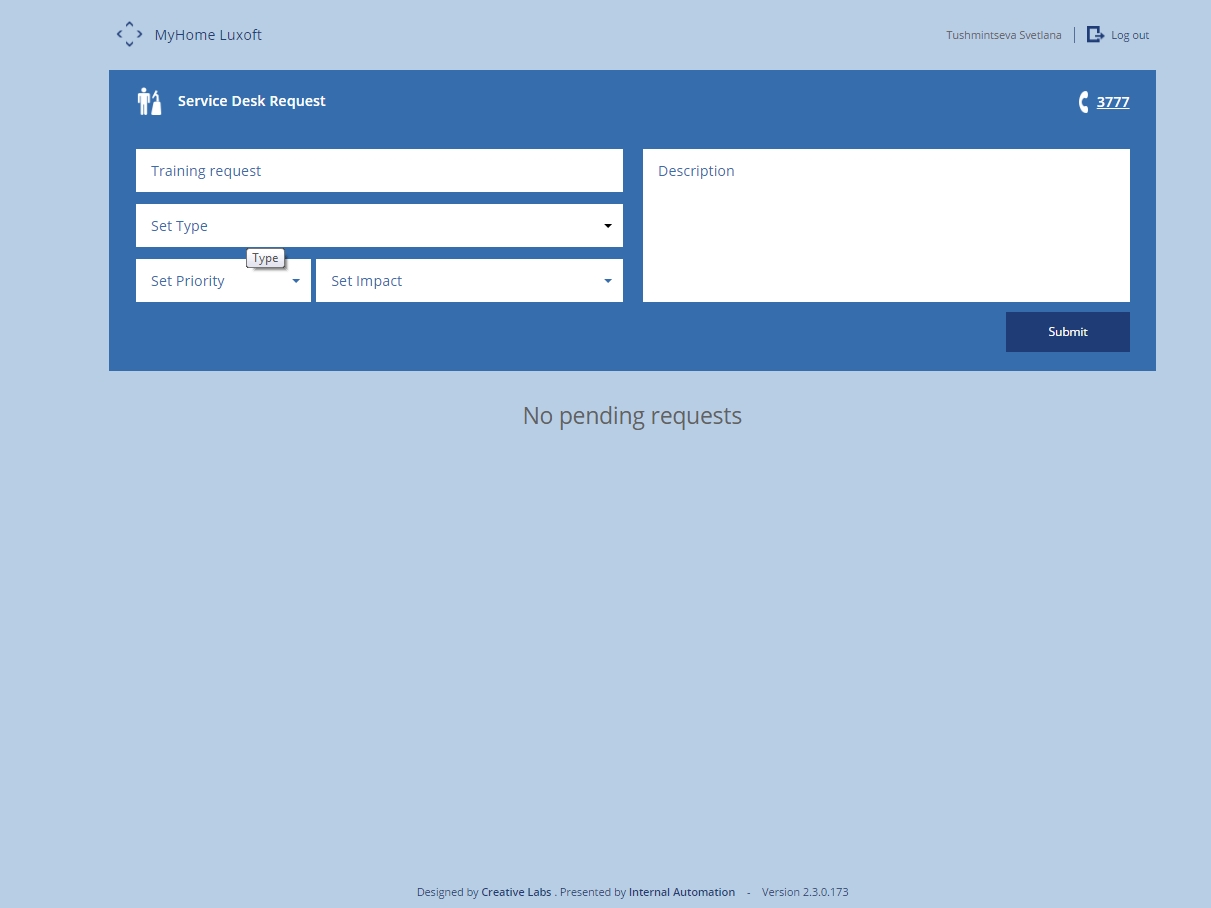 MyHome Luxoft
Tushmintseva Svetlana
Log out
Service Desk Request
3777
Training request
Description
Set Type
Type
Set Priority
Set Impact
Submit
No pending requests
Designed by Creative Labs . Presented by Internal Automation - Version 2.3.0.173